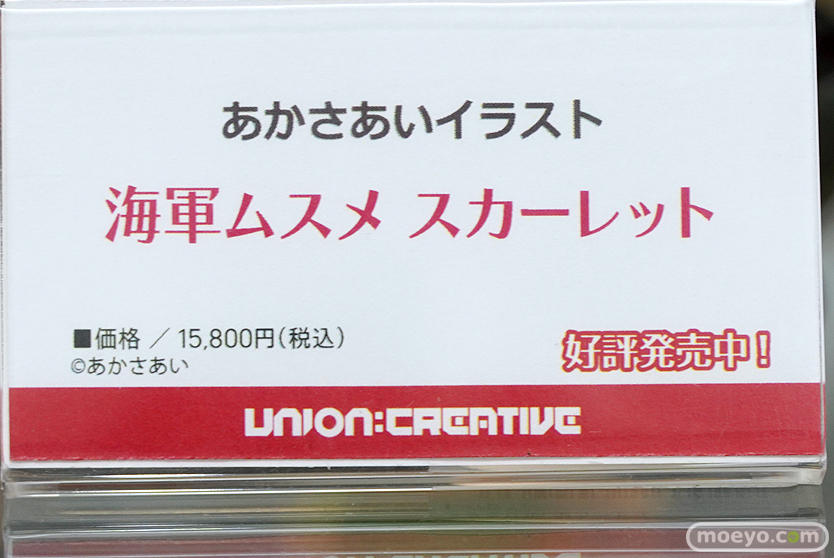 あかさあいイラスト
海軍ムスメ スカーレット
■価格 ／ 15,800円（税込）
©あかさあい
好評発売中！
UNION:CREATIVE
moeyo.com